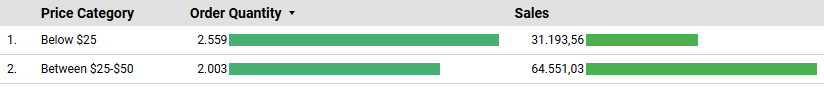 Price Category Order Quantity Sales
1. Below $25 2.559 31.193,56
2. Between $25-$50 2.003 64.551,03